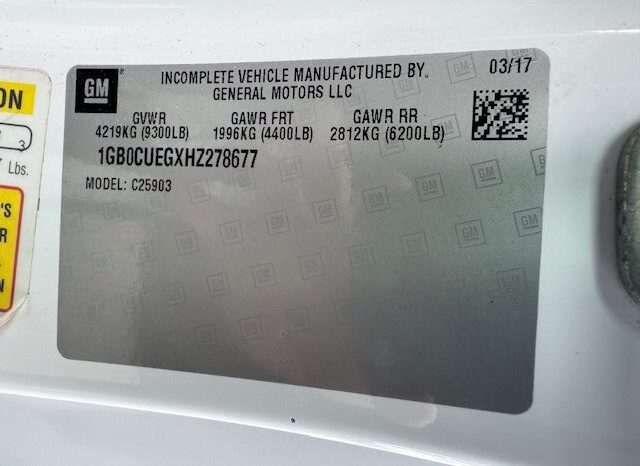 GM
INCOMPLETE VEHICLE MANUFACTURED BY
GENERAL MOTORS LLC
03/17
GVWR GAWR FRT GAWR RR
4219KG (9300LB) 1996KG (4400LB) 2812KG (6200LB)
1GB0CUEGXHZ278677
MODEL: C25903
ON
3
Lbs.
'S
R
N